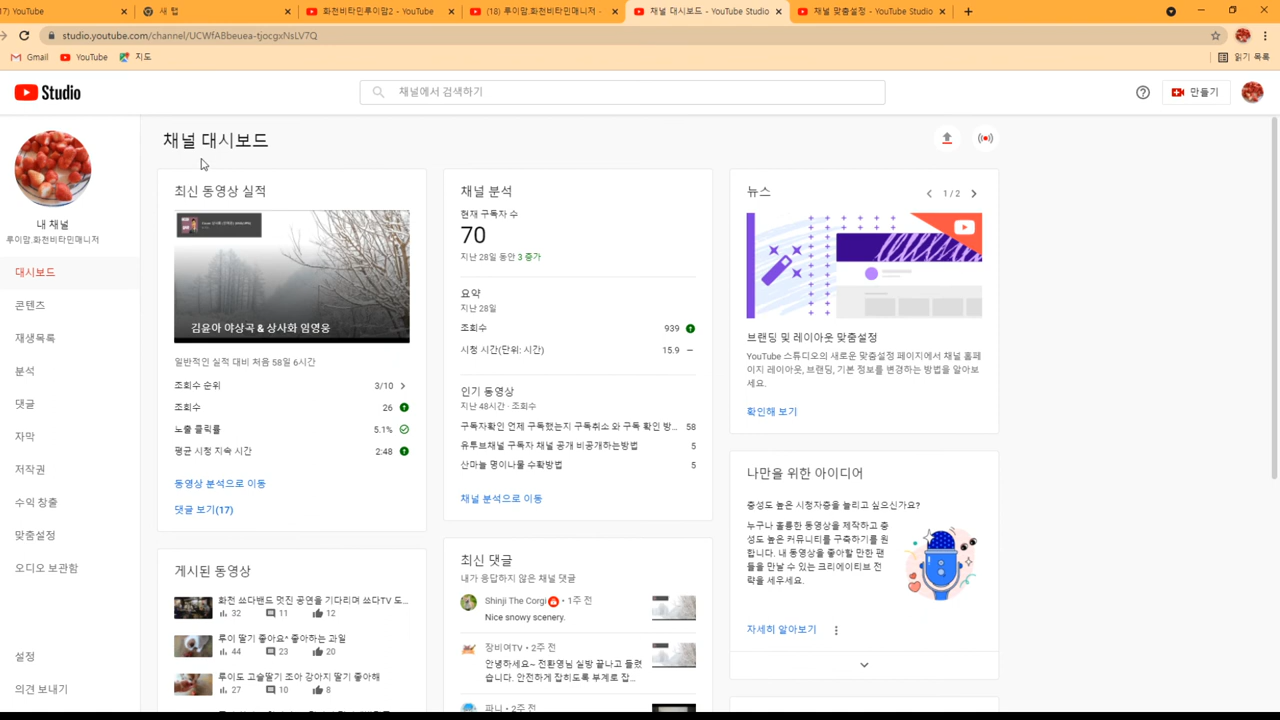 17) YouTube
새 탭
화전비타민루이맘2 - YouTube
(18) 루이맘.화전비타민매니저 -
채널 대시보드 - YouTube Studio
채널 맞춤설정 - YouTube Studio
studio.youtube.com/channel/UCWfABbeuea-tjocgxNsLV7Q
Gmail
YouTube
지도
읽기 목록
Studio
채널에서 검색하기
만들기
내 채널
루이맘.화전비타민매니저
대시보드
콘텐츠
재생목록
분석
댓글
자막
저작권
수익 창출
맞춤설정
오디오 보관함
설정
의견 보내기
채널 대시보드
최신 동영상 실적
김윤아 야상곡 & 상사화 임영웅
일반적인 실적 대비 처음 58일 6시간
조회수 순위 3/10
조회수 26
노출 클릭률 5.1%
평균 시청 지속 시간 2:48
동영상 분석으로 이동
댓글 보기(17)
게시된 동영상
화전 쓰다밴드 멋진 공연을 기다리며 쓰다TV 도...
32 11 12
루이 딸기 좋아요* 좋아하는 과일
44 23 20
루이도 고슬딸기 조아 강아지 딸기 좋아해
27 10 8
채널 분석
현재 구독자 수
70
지난 28일 동안 3 증가
요약
지난 28일
조회수 939
시청 시간(단위: 시간) 15.9
인기 동영상
지난 48시간 · 조회수
구독자확인 언제 구독했는지 구독취소 와 구독 확인 방... 58
유투브채널 구독자 채널 공개 비공개하는방법 5
산마늘 명이나물 수확방법 5
채널 분석으로 이동
최신 댓글
내가 응답하지 않은 채널 댓글
Shinji The Corgi • 1주 전
Nice snowy scenery.
장비여TV • 2주 전
안녕하세요~ 전환영님 실방 끝나고 들렸
습니다. 안전하게 잡히도록 부계로 잡...
파니 • 2주 전
뉴스
1 / 2
브랜딩 및 레이아웃 맞춤설정
YouTube 스튜디오의 새로운 맞춤설정 페이지에서 채널 홈페
이지 레이아웃, 브랜딩, 기본 정보를 변경하는 방법을 알아보
세요.
확인해 보기
나만을 위한 아이디어
충성도 높은 시청자층을 늘리고 싶으신가요?
누구나 훌륭한 동영상을 제작하고 충
성도 높은 커뮤니티를 구축하기를 원
합니다. 내 동영상을 좋아할 만한 팬
들을 만날 수 있는 크리에이티브 전
략을 세우세요.
자세히 알아보기